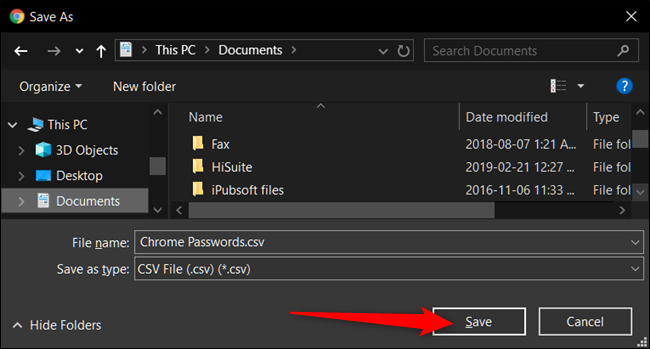 Save As
This PC > Documents >
Search Documents
Organize New folder ?
Name Date modified Type
This PC
3D Objects
Desktop
Documents
Fax 2018-08-07 1:21 A... File fol
HiSuite 2019-02-21 12:27 ... File fol
iPubsoft files 2016-11-06 11:33 ... File fol
File name: Chrome Passwords.csv
Save as type: CSV File (.csv) (*.csv)
Hide Folders Save Cancel